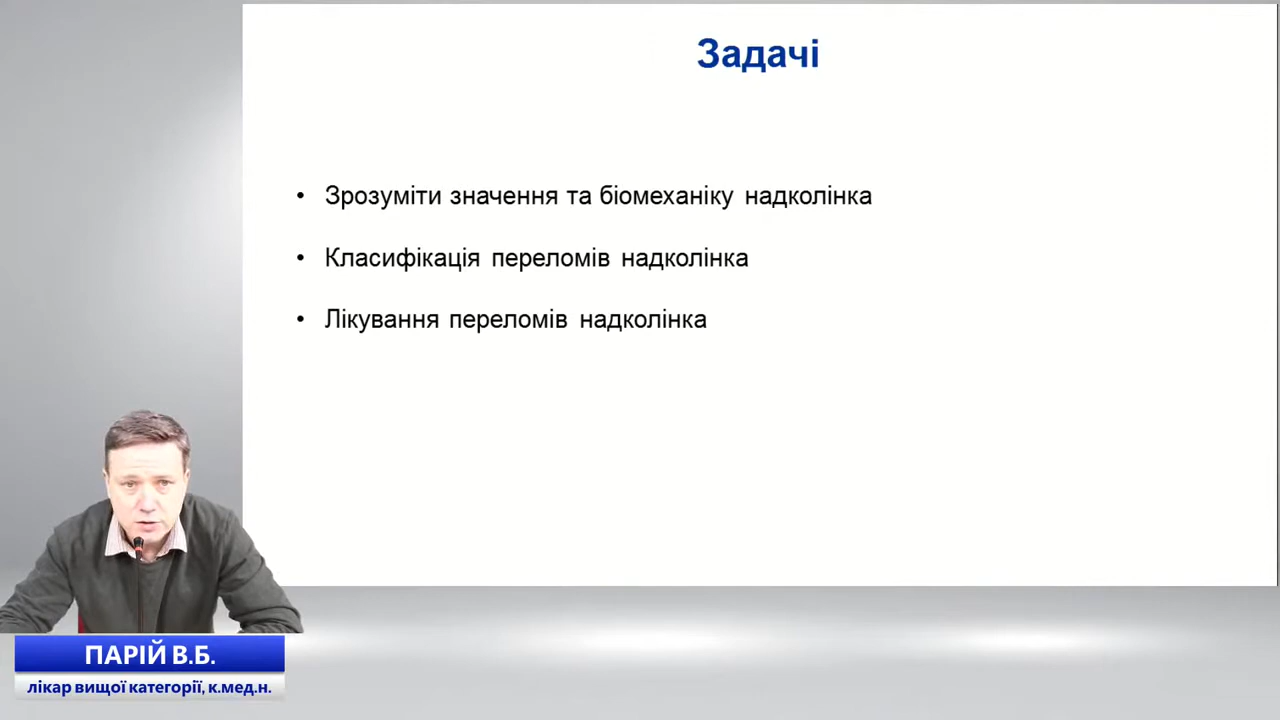 Задачі
• Зрозуміти значення та біомеханіку надколінка
• Класифікація переломів надколінка
• Лікування переломів надколінка
ПАРІЙ В.Б.
лікар вищої категорії, к.мед.н.